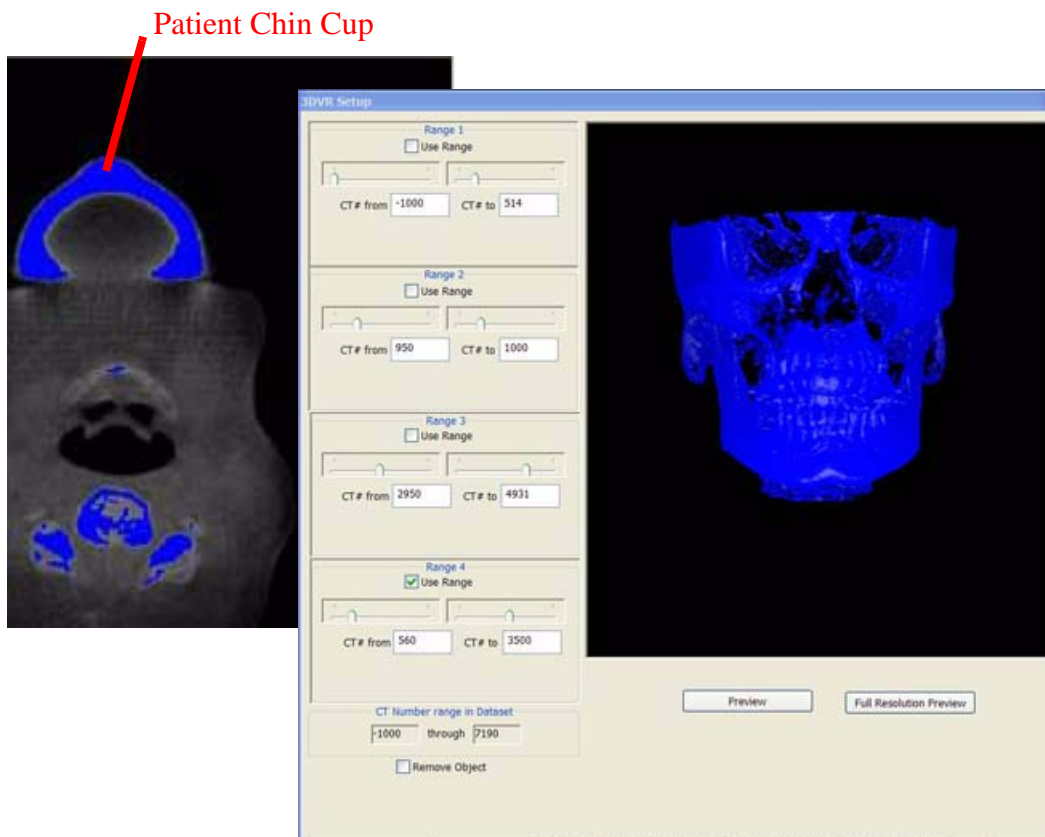 Patient Chin Cup
3DVR Setup
Range 1
Use Range
CT# from -1000 CT# to 514
Range 2
Use Range
CT# from 950 CT# to 1000
Range 3
Use Range
CT# from 2950 CT# to 4931
Range 4
Use Range
CT# from 560 CT# to 3500
CT Number range in Dataset
-1000 through 7190
Remove Object
Preview Full Resolution Preview